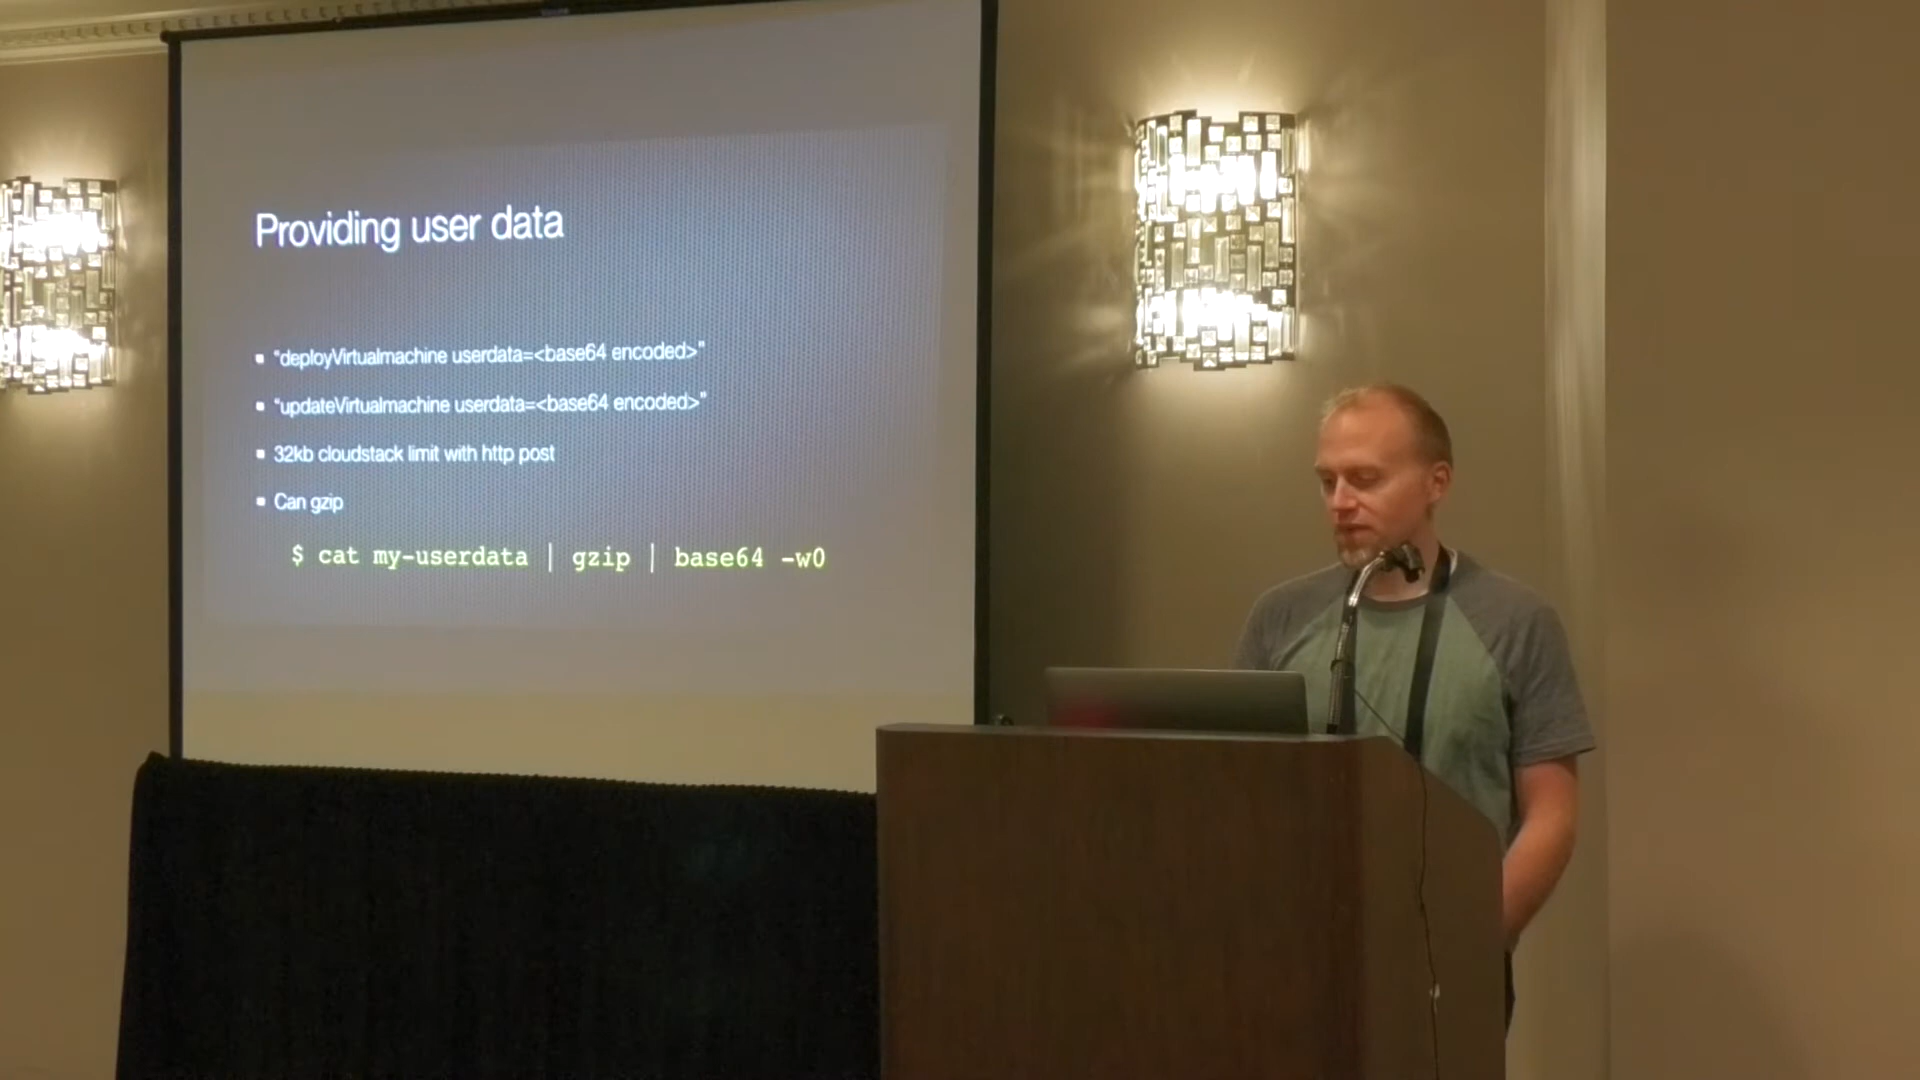 Providing user data
▪ “deployVirtualmachine userdata=<base64 encoded>”
▪ “updateVirtualmachine userdata=<base64 encoded>”
▪ 32kb cloudstack limit with http post
▪ Can gzip
$ cat my-userdata | gzip | base64 -w0